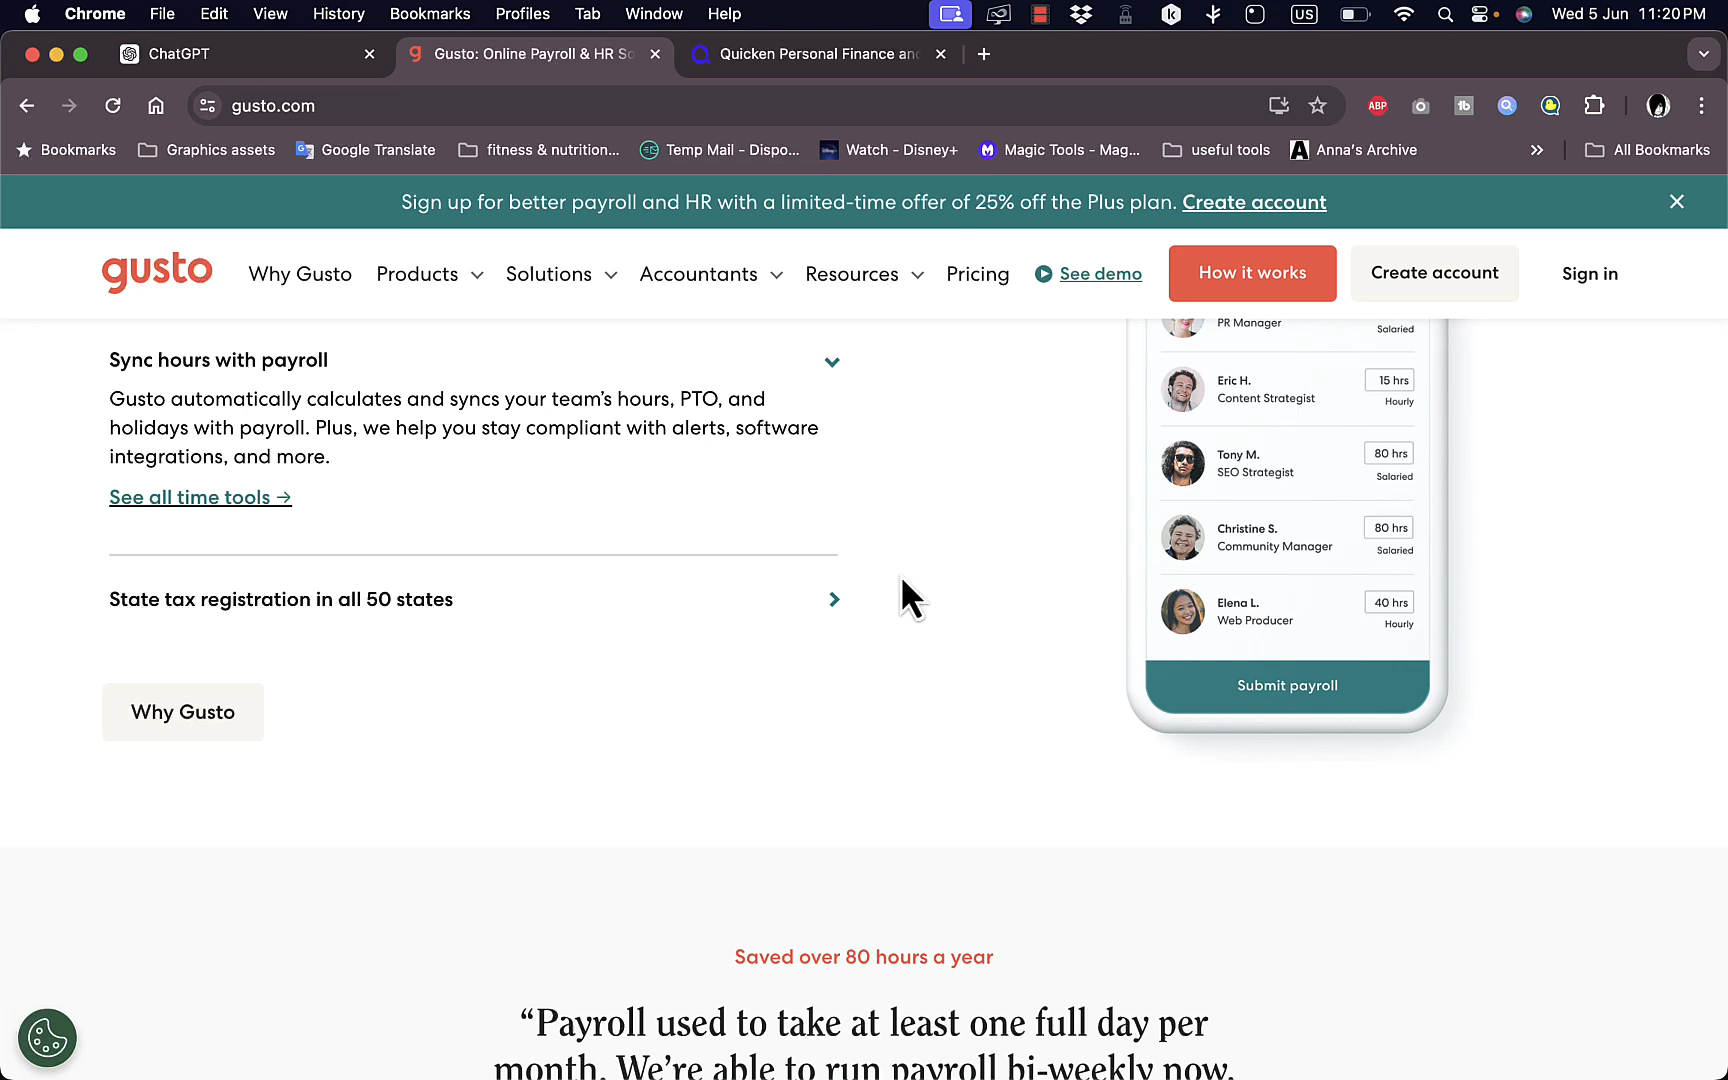 Chrome File Edit View History Bookmarks Profiles Tab Window Help US Wed 5 Jun 11:20 PM
ChatGPT Gusto: Online Payroll & HR So Quicken Personal Finance and
gusto.com ABP tb
Bookmarks Graphics assets Google Translate fitness & nutrition... Temp Mail - Dispo... Watch - Disney+ Magic Tools - Mag... useful tools Anna's Archive All Bookmarks
Sign up for better payroll and HR with a limited-time offer of 25% off the Plus plan. Create account
gusto Why Gusto Products Solutions Accountants Resources Pricing See demo How it works Create account Sign in
Sync hours with payroll
Gusto automatically calculates and syncs your team's hours, PTO, and
holidays with payroll. Plus, we help you stay compliant with alerts, software
integrations, and more.
See all time tools →
State tax registration in all 50 states
Why Gusto
PR Manager Salaried
Eric H. 15 hrs
Content Strategist Hourly
Tony M. 80 hrs
SEO Strategist Salaried
Christine S. 80 hrs
Community Manager Salaried
Elena L. 40 hrs
Web Producer Hourly
Submit payroll
Saved over 80 hours a year
“Payroll used to take at least one full day per
month. We're able to run payroll bi-weekly now,